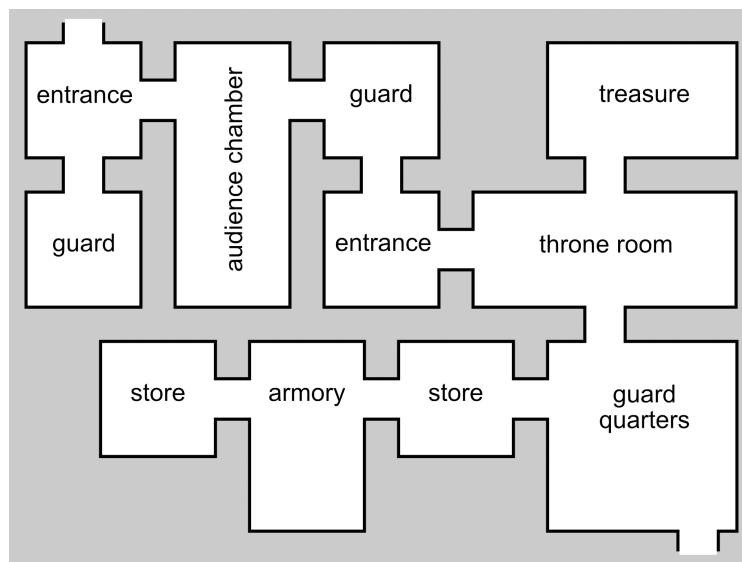 entrance
audience chamber
guard
treasure
guard
entrance
throne room
store
armory
store
guard
quarters